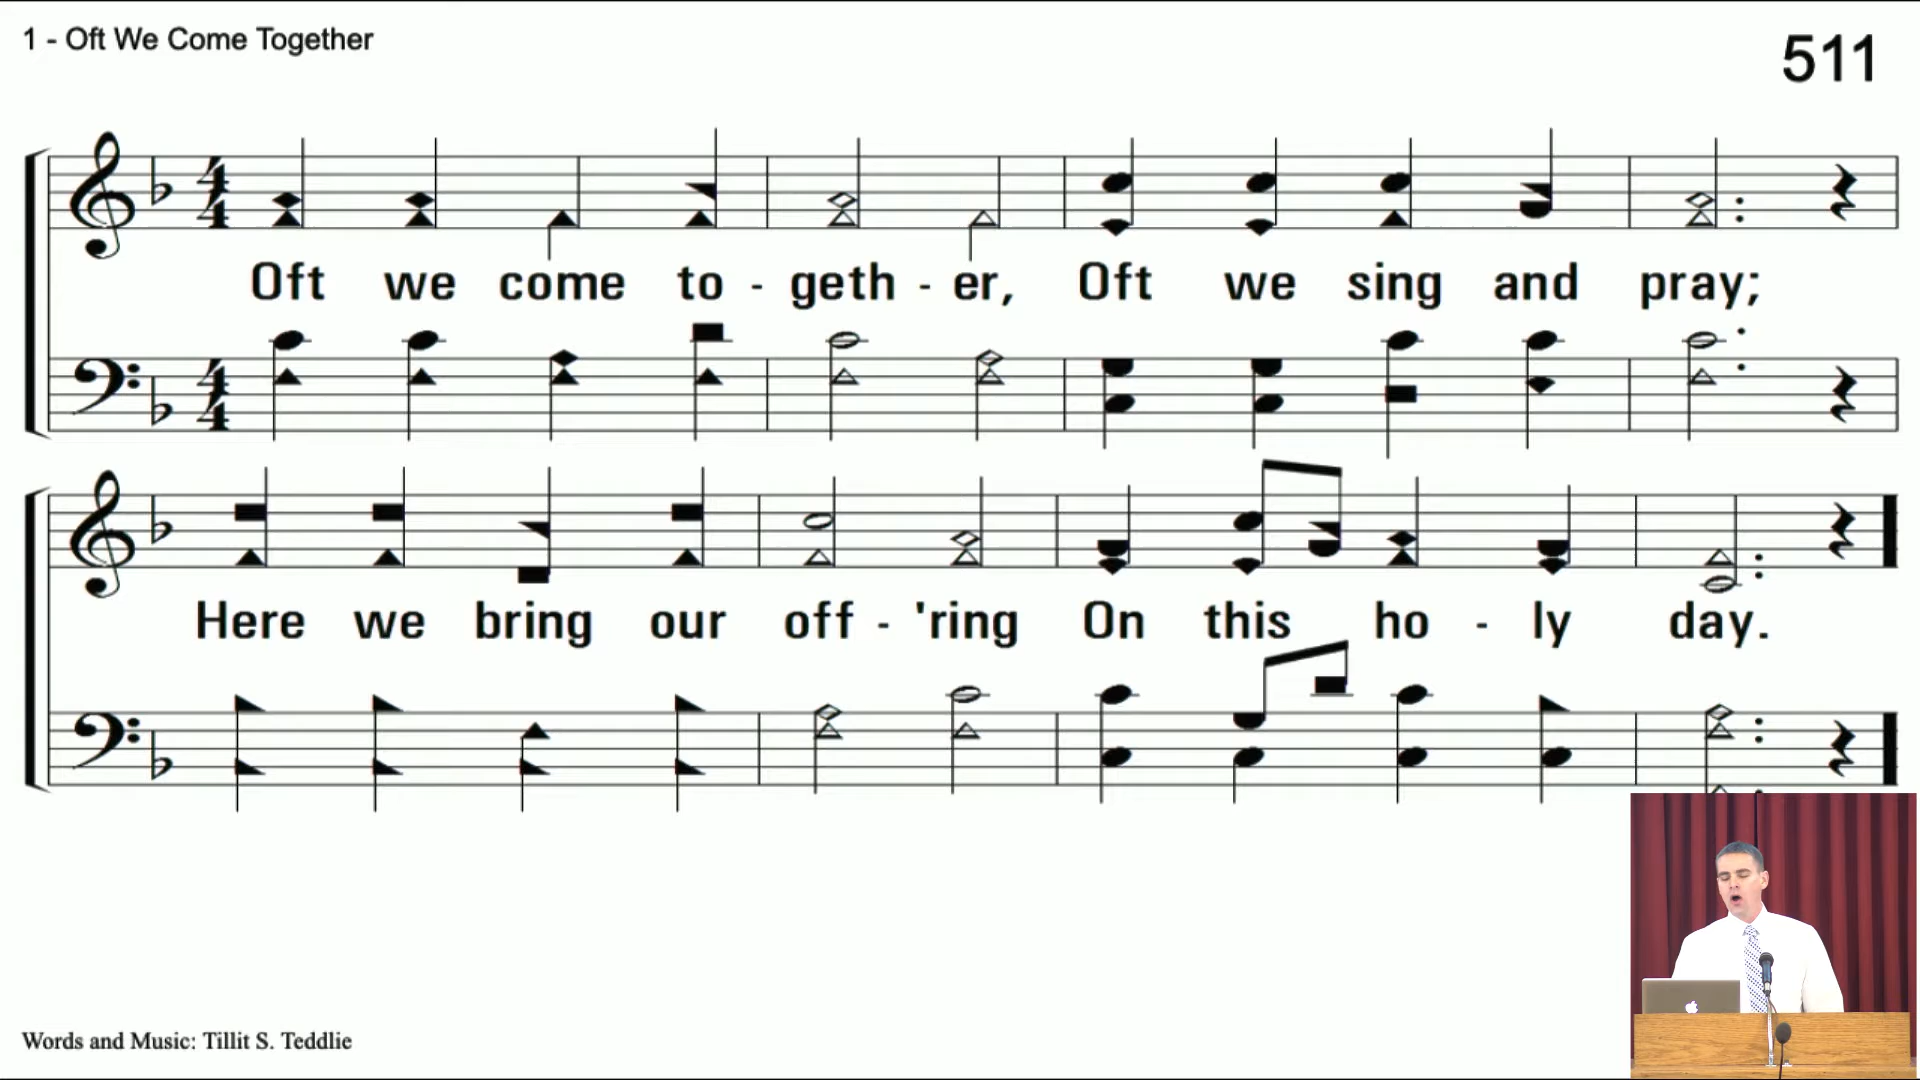 1 - Oft We Come Together
511
Oft we come to - geth - er, Oft we sing and pray;
Here we bring our off - 'ring On this ho - ly day.
Words and Music: Tillit S. Teddlie